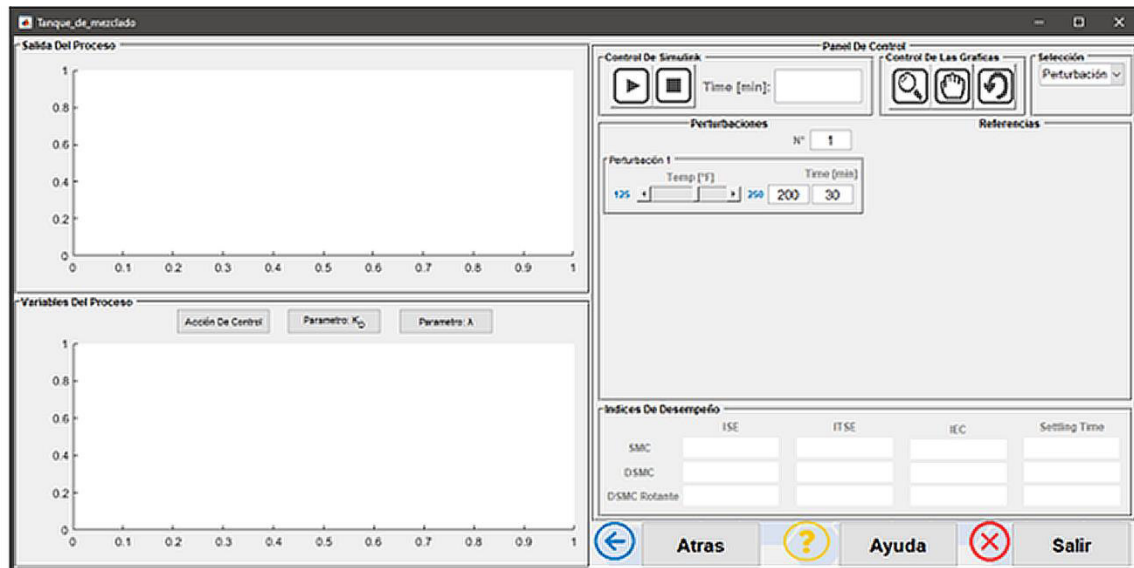 Tanque_de_mezclado
Salida Del Proceso
1
0.8
0.6
0.4
0.2
0
0 0.1 0.2 0.3 0.4 0.5 0.6 0.7 0.8 0.9 1
Variables Del Proceso
Acción De Control Parametro: KD Parametro: λ
1
0.8
0.6
0.4
0.2
0
0 0.1 0.2 0.3 0.4 0.5 0.6 0.7 0.8 0.9 1
Panel De Control
Control De Simulink Control De Las Graficas Selección
Time [min]: Perturbación
Perturbaciones Referencias
N° 1
Perturbación 1
Temp [°F] Time [min]
125 250 200 30
Indices De Desempeño
ISE ITSE IEC Settling Time
SMC
DSMC
DSMC Rotante
Atras ? Ayuda Salir